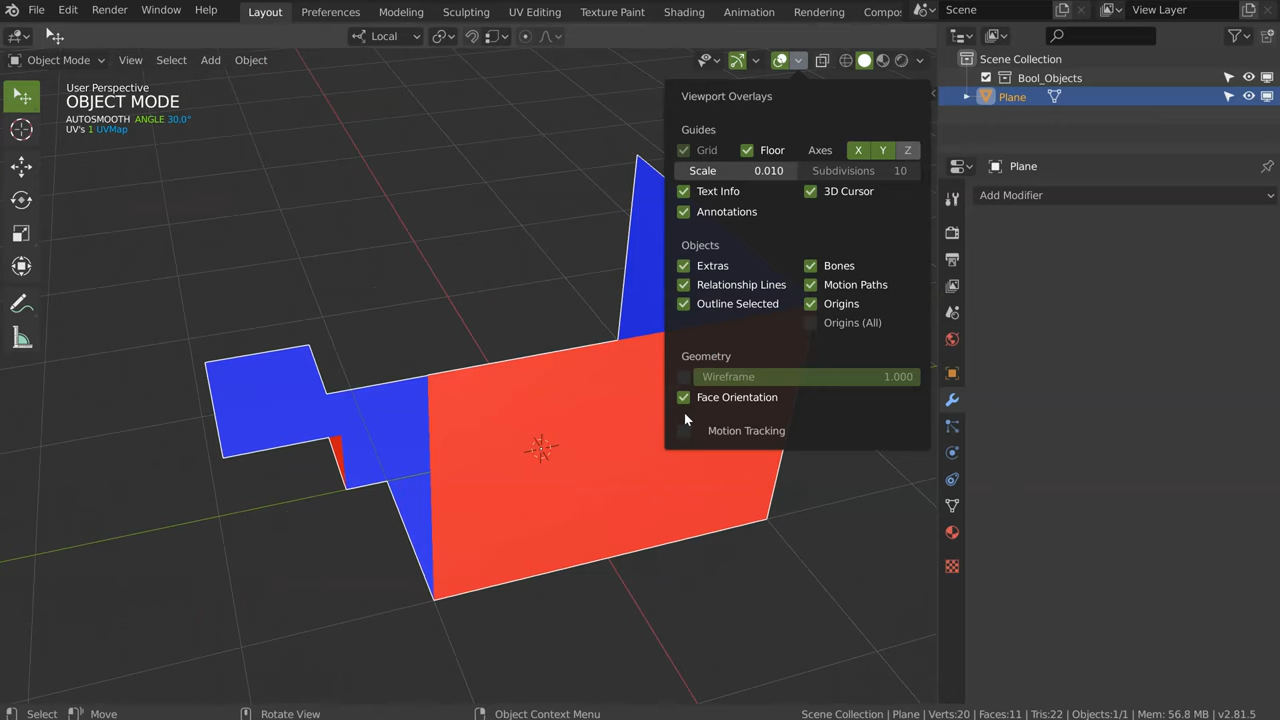 File Edit Render Window Help Layout Preferences Modeling Sculpting UV Editing Texture Paint Shading Animation Rendering Compos Scene View Layer
Local
Object Mode View Select Add Object
Scene Collection
Bool_Objects
Plane
User Perspective
OBJECT MODE
AUTOSMOOTH ANGLE 30.0°
UV's 1 UVMap
Viewport Overlays
Guides
Grid Floor Axes X Y Z
Scale 0.010 Subdivisions 10
Text Info 3D Cursor
Annotations
Objects
Extras Bones
Relationship Lines Motion Paths
Outline Selected Origins
Origins (All)
Geometry
Wireframe 1.000
Face Orientation
Motion Tracking
Plane
Add Modifier
Select Move Rotate View Object Context Menu Scene Collection | Plane | Verts:20 | Faces:11 | Tris:22 | Objects:1/1 | Mem: 56.8 MB | v2.81.5